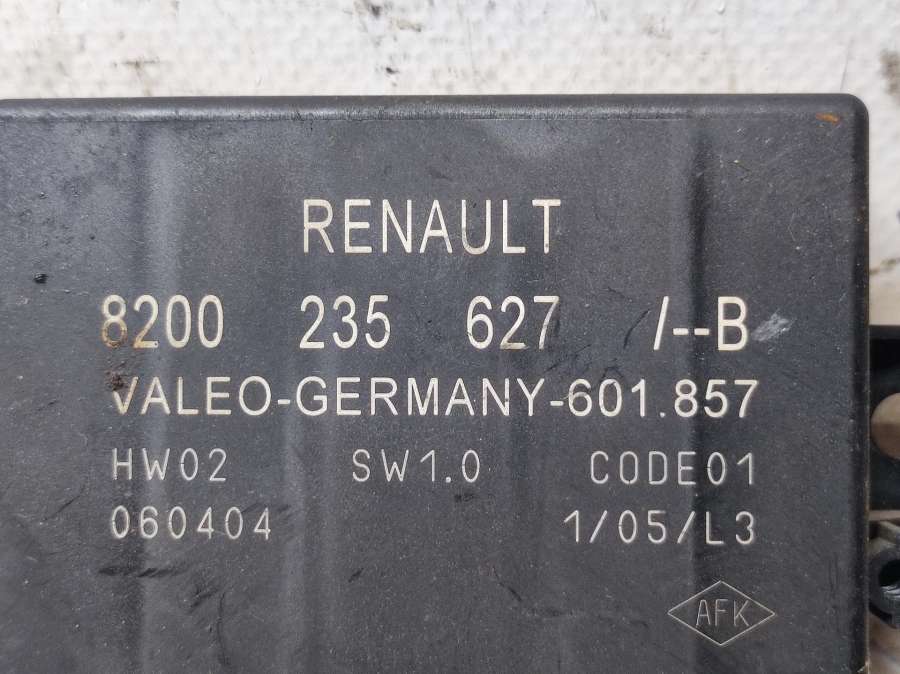 RENAULT
8200 235 627 /--B
VALEO-GERMANY-601.857
HW02 SW1.0 CODE01
060404 1/05/L3
AFK